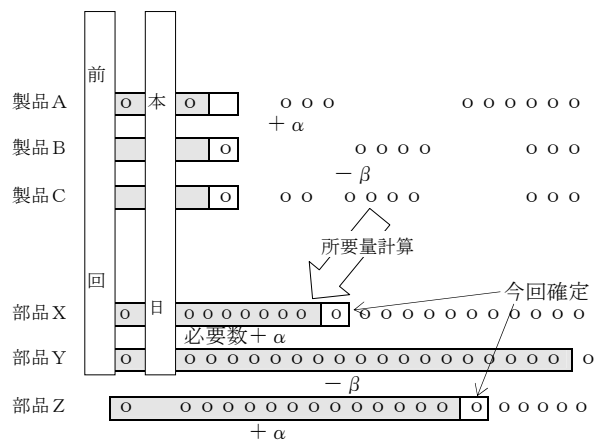 前
製品A o 本 o o o o o o o o o o
＋α
製品B o o o o o o o o
－β
製品C o o o o o o o o o o
所要量計算
回
今回確定
部品X o 日 o o o o o o o o o o o o o o o o o o o
必要数＋α
部品Y o o o o o o o o o o o o o o o o o o o o
－β
部品Z o o o o o o o o o o o o o o o o o o o o
＋α